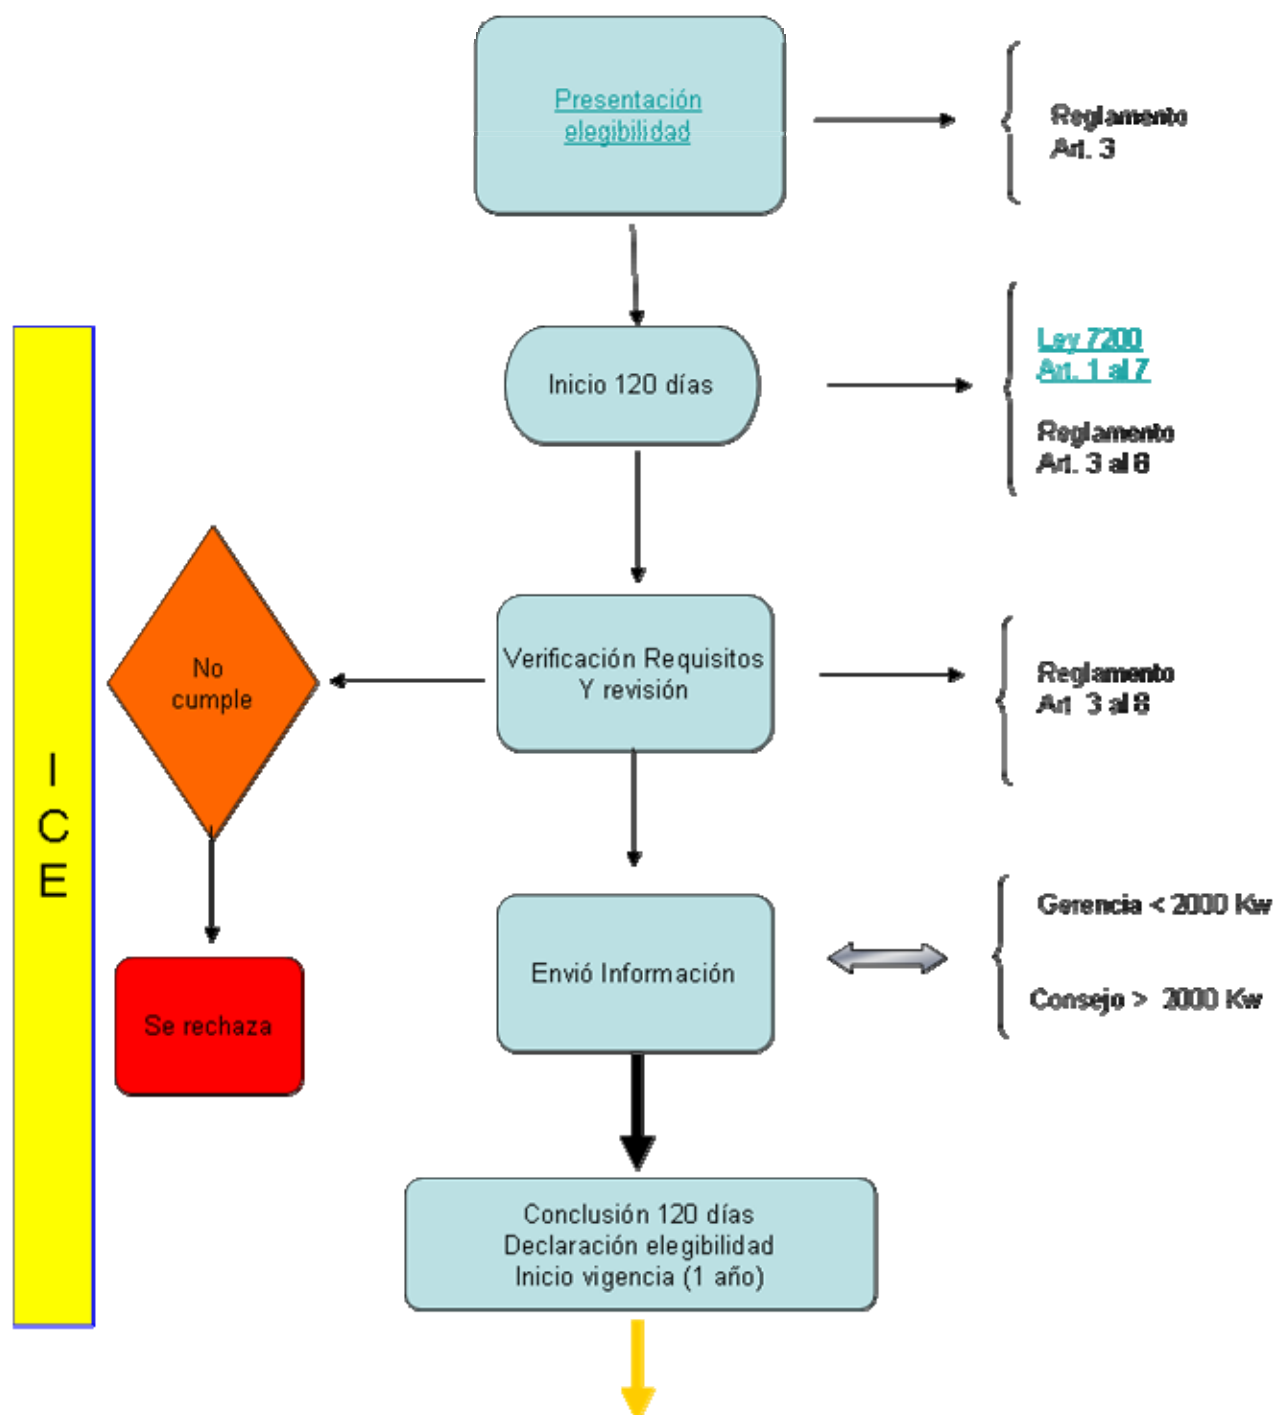 Presentación
elegibilidad
Reglamento
Art. 3
Inicio 120 días
Ley 7200
Art. 1 al 7
Reglamento
Art. 3 al 8
No
cumple
Verificación Requisitos
Y revisión
Reglamento
Art 3 al 8
I
C
E
Envió Información
Gerencia < 2000 Kw
Consejo > 2000 Kw
Se rechaza
Conclusión 120 días
Declaración elegibilidad
Inicio vigencia (1 año)